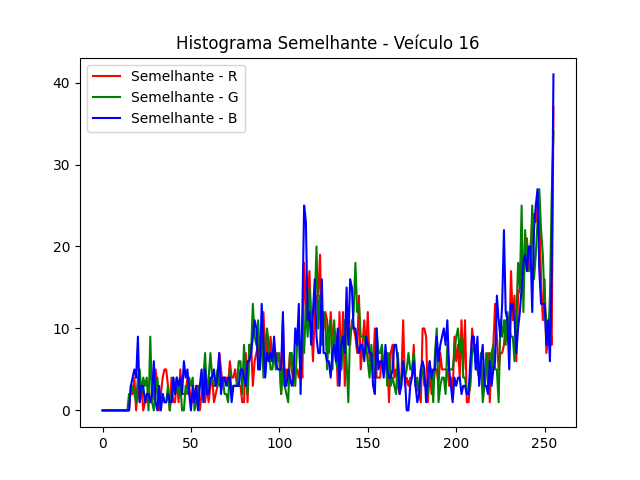 Histograma Semelhante - Veículo 16
Semelhante - R
Semelhante - G
Semelhante - B
40
30
20
10
0
0 50 100 150 200 250